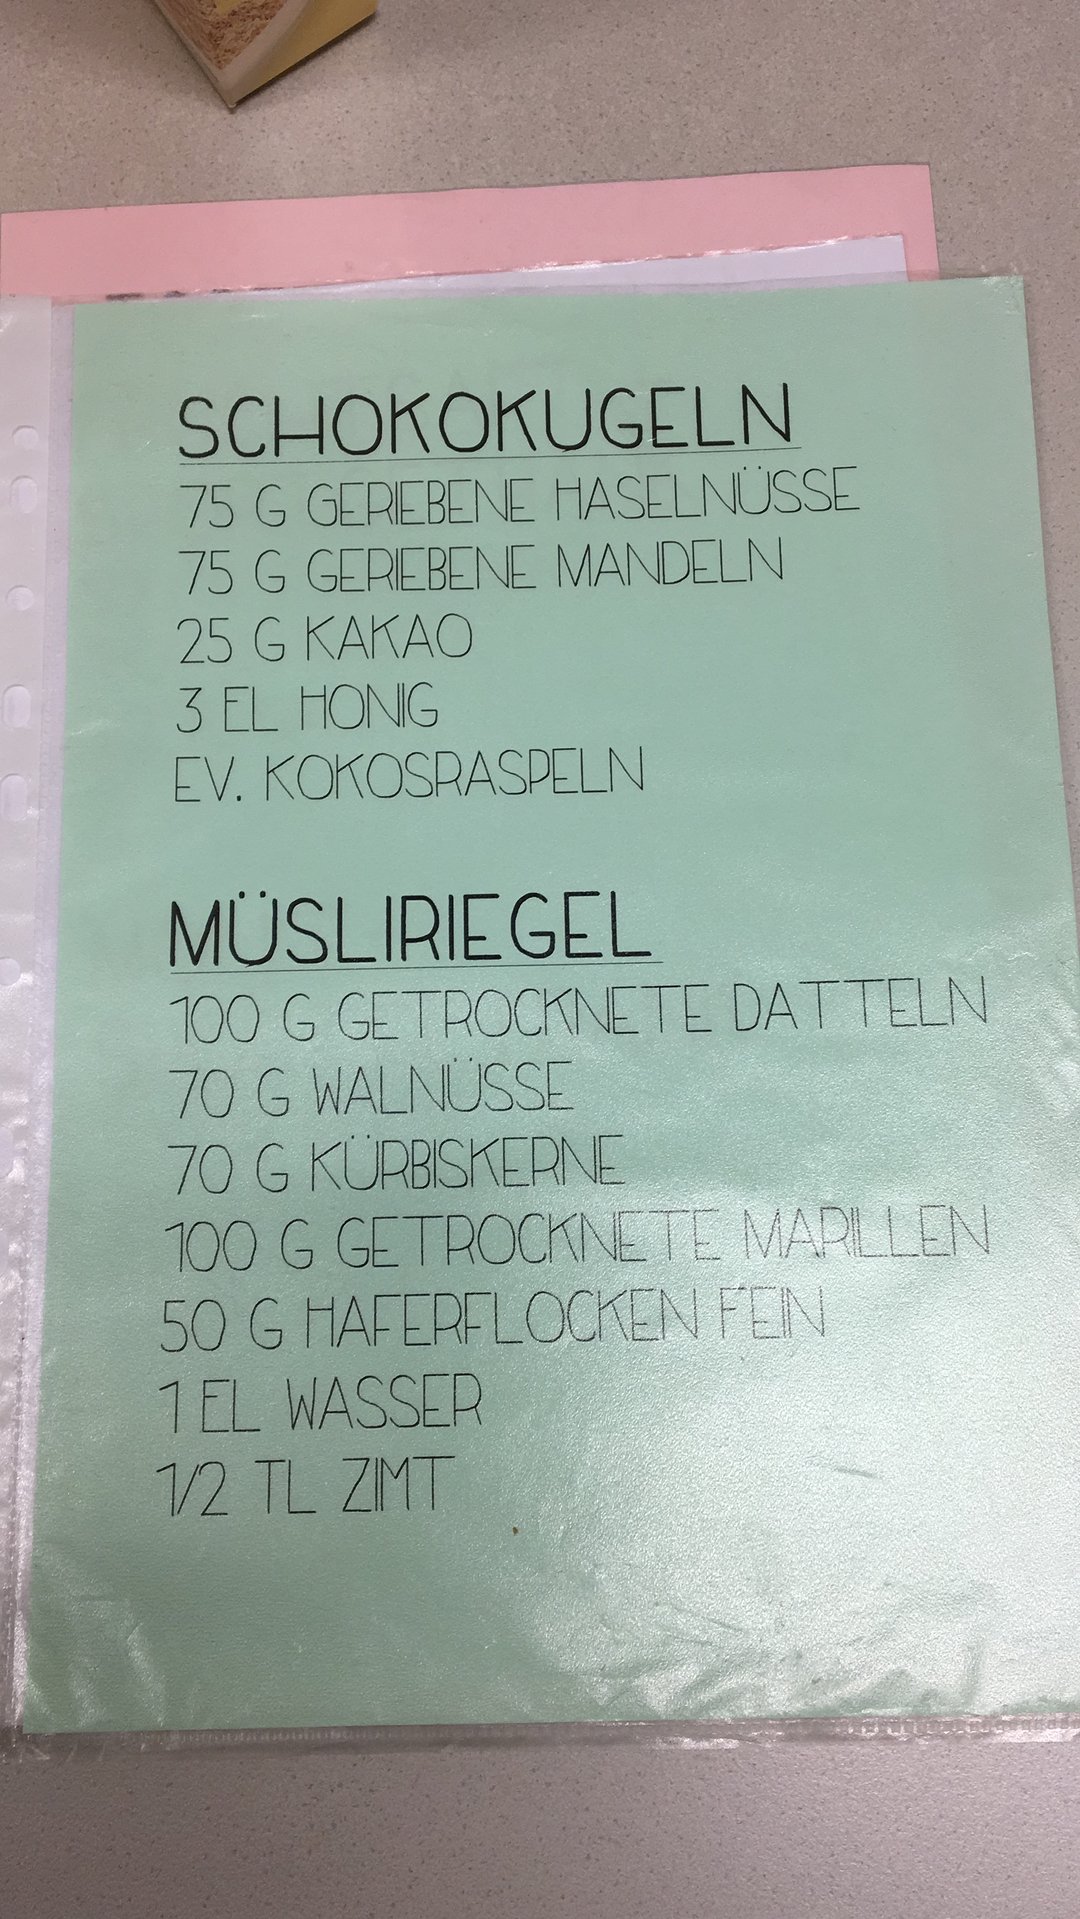 SCHOKOKUGELN
75 G GERIEBENE HASELNÜSSE
75 G GERIEBENE MANDELN
25 G KAKAO
3 EL HONIG
EV. KOKOSRASPELN
MÜSLIRIEGEL
100 G GETROCKNETE DATTELN
70 G WALNÜSSE
70 G KÜRBISKERNE
100 G GETROCKNETE MARILLEN
50 G HAFERFLOCKEN FEIN
1 EL WASSER
1/2 TL ZIMT